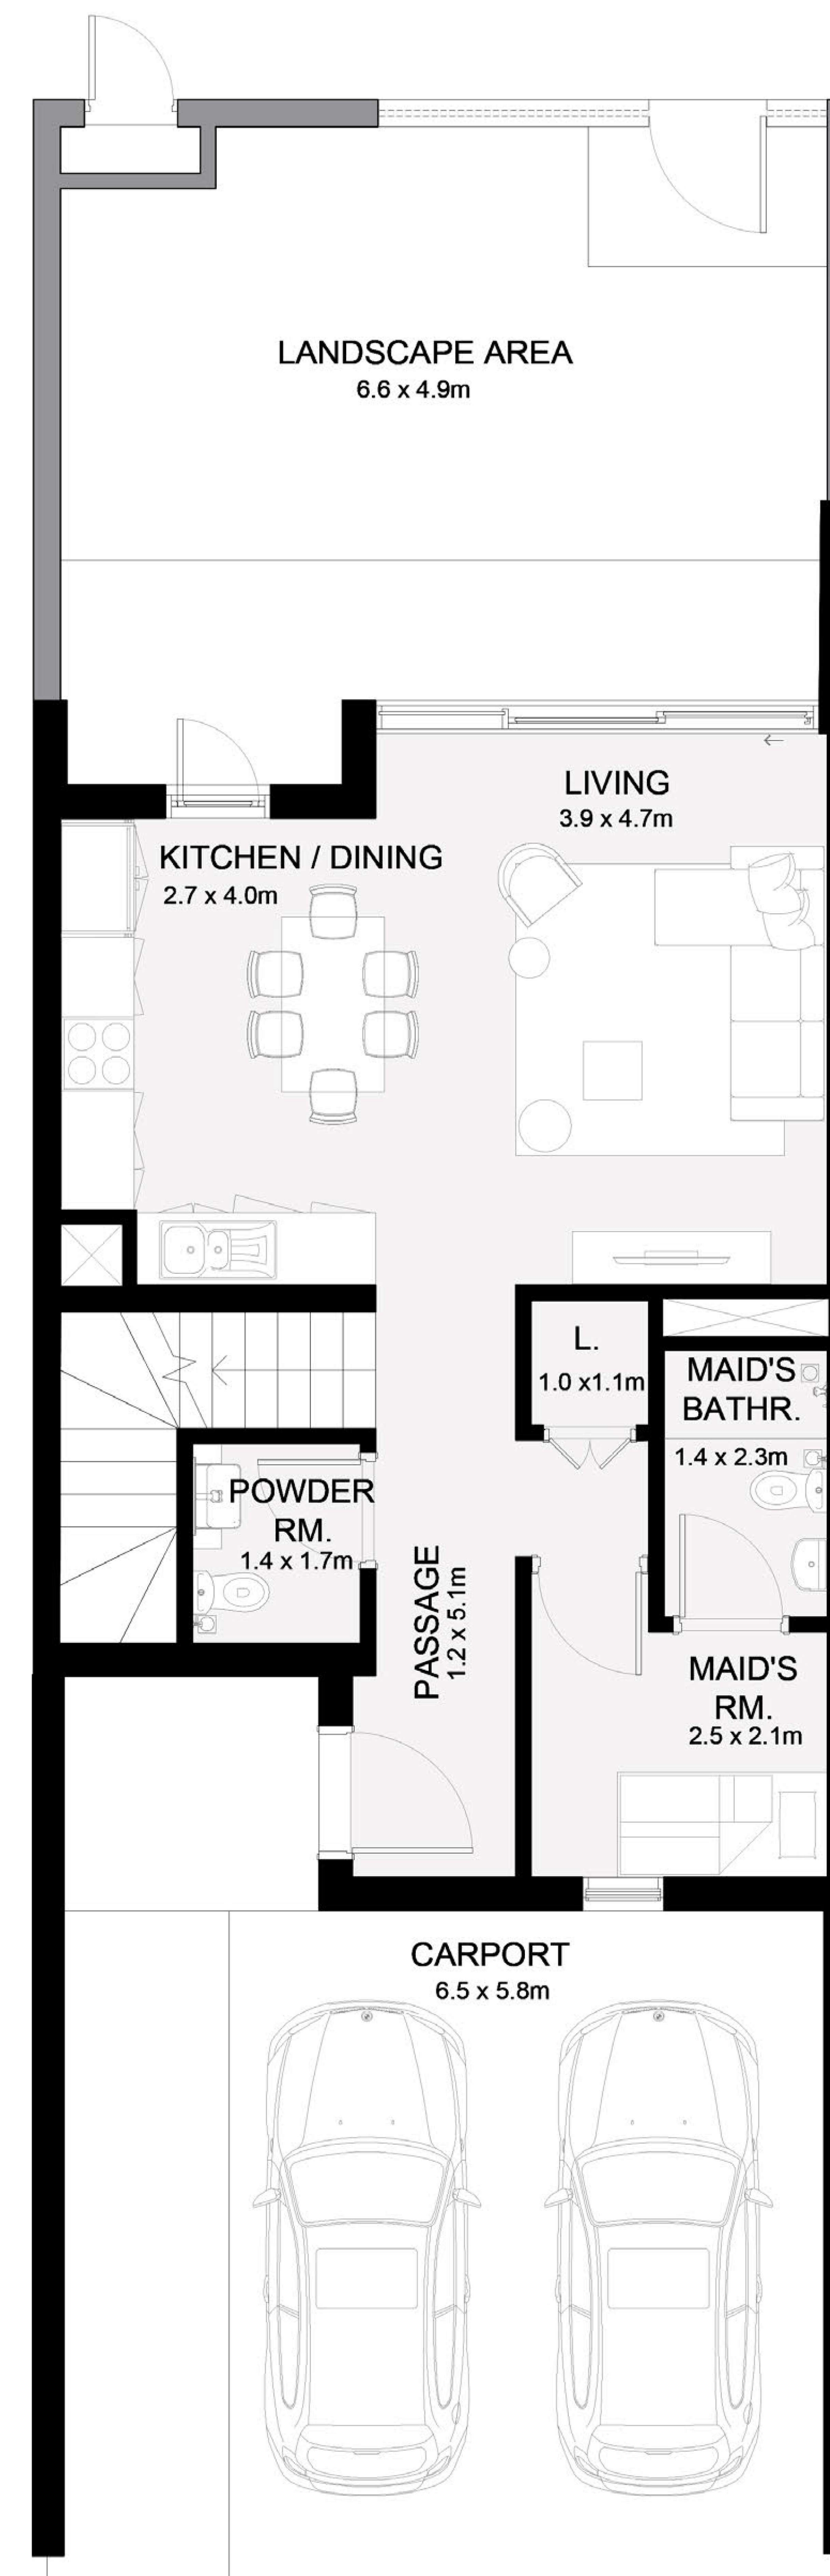 LANDSCAPE AREA
6.6 x 4.9m
LIVING
3.9 x 4.7m
KITCHEN / DINING
2.7 x 4.0m
L.
1.0 x1.1m
MAID'S
BATHR.
1.4 x 2.3m
POWDER
RM.
1.4 x 1.7m
PASSAGE
1.2 x 5.1m
MAID'S
RM.
2.5 x 2.1m
CARPORT
6.5 x 5.8m